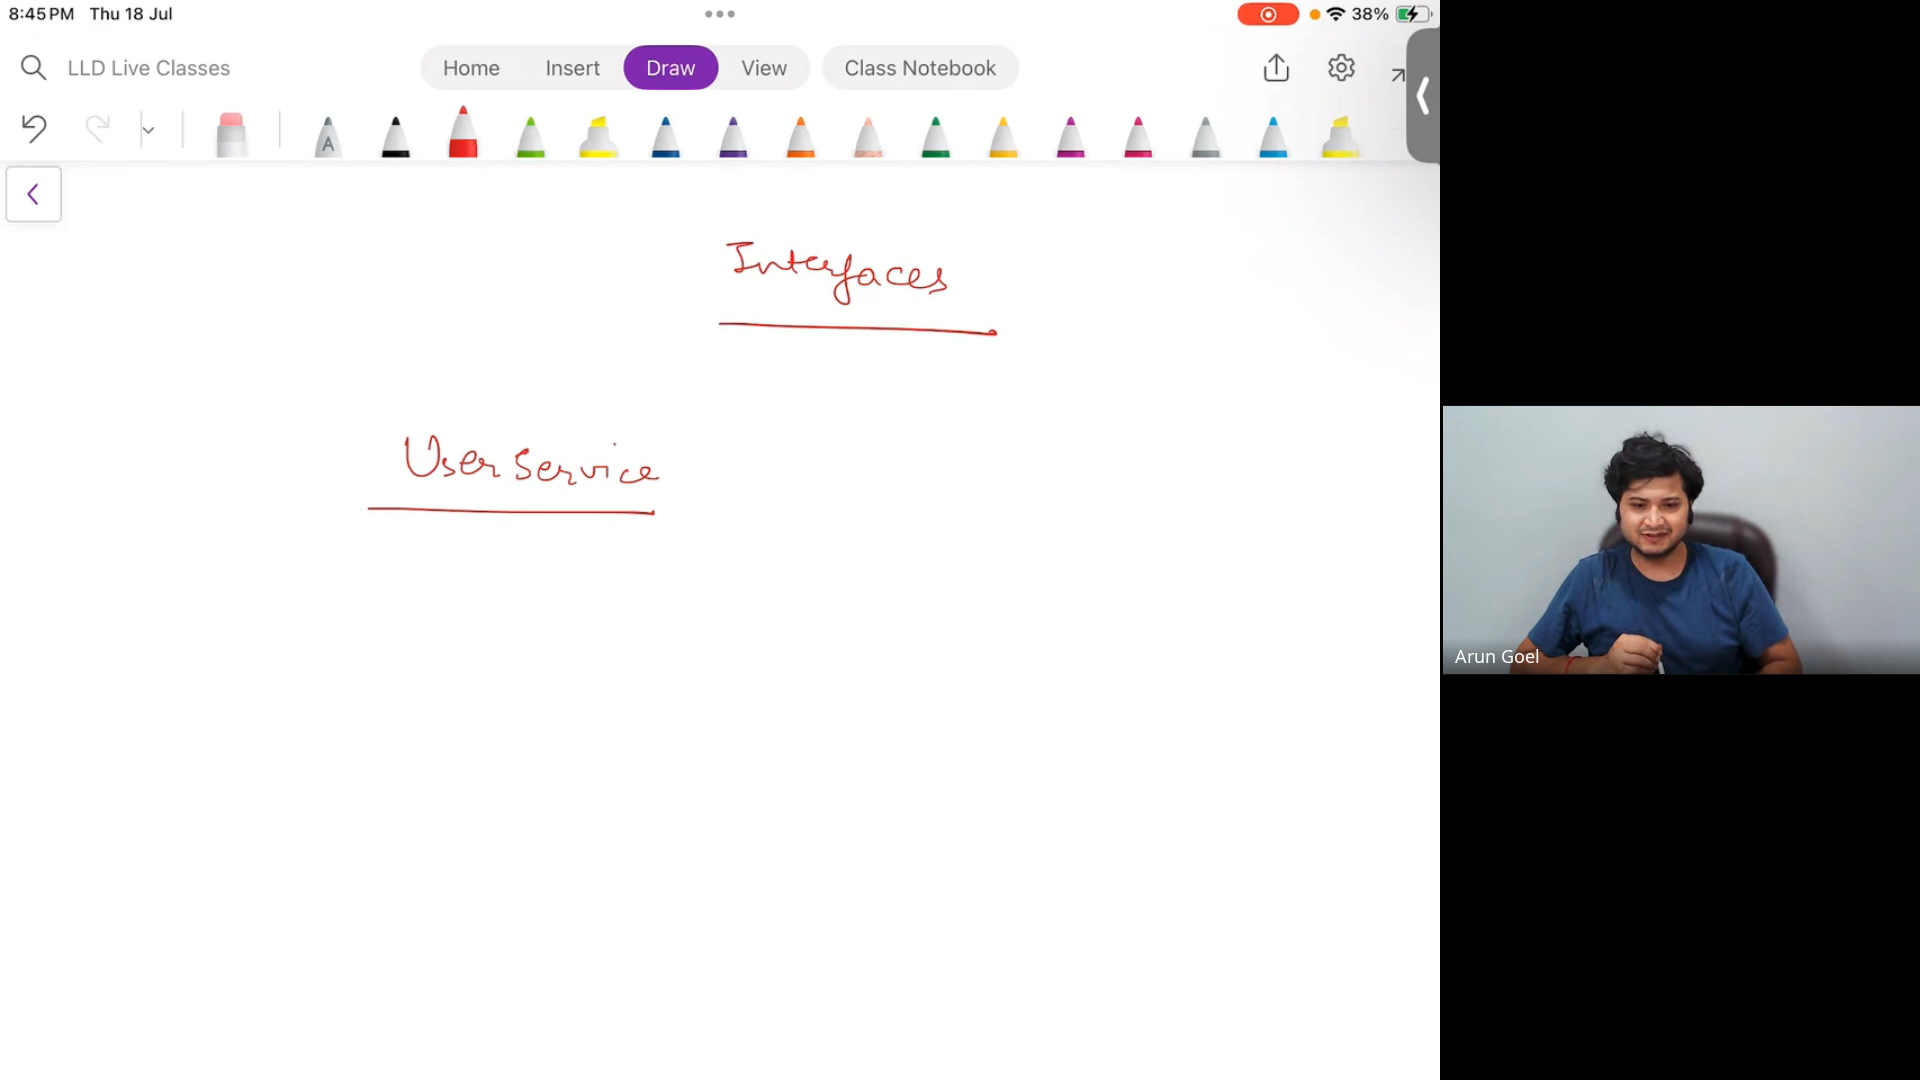 8:45 PM Thu 18 Jul
38%
LLD Live Classes
Home Insert Draw View Class Notebook
A
Interfaces
User Service
Arun Goel